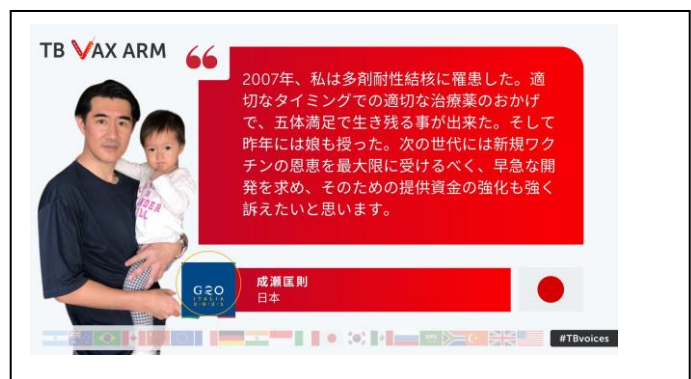 TB VAX ARM
2007年、私は多剤耐性結核に罹患した。適
切なタイミングでの適切な治療薬のおかげ
で、五体満足で生き残る事が出来た。そして
昨年には娘も授った。次の世代には新規ワク
チンの恩恵を最大限に受けるべく、早急な開
発を求め、そのための提供資金の強化も強く
訴えたいと思います。
G20
ITALIA
2021
成瀬匡則
日本
#TBvoices